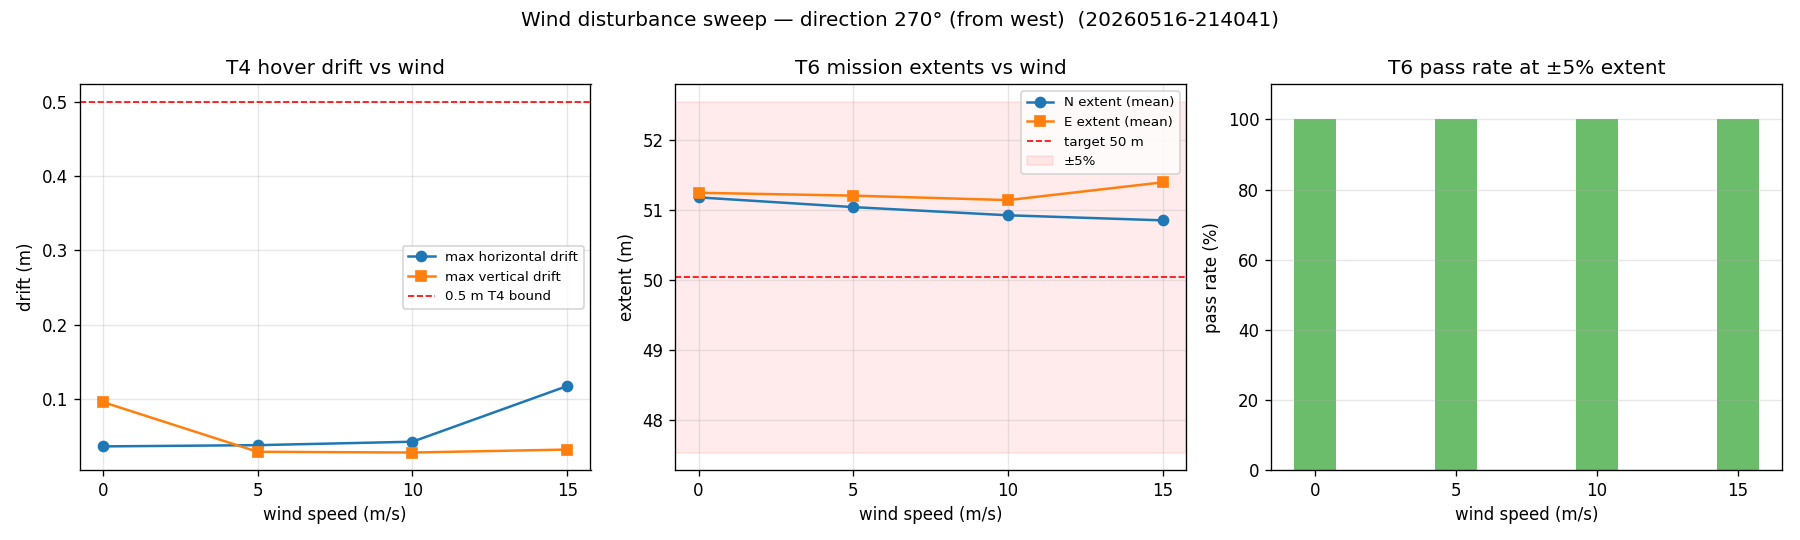 Wind disturbance sweep — direction 270° (from west)  (20260516-214041)
T4 hover drift vs wind
0.5
0.4
0.3
0.2
0.1
drift (m)
max horizontal drift
max vertical drift
0.5 m T4 bound
0
5
10
15
wind speed (m/s)
T6 mission extents vs wind
52
51
50
49
48
extent (m)
N extent (mean)
E extent (mean)
target 50 m
±5%
0
5
10
15
wind speed (m/s)
T6 pass rate at ±5% extent
100
80
60
40
20
0
pass rate (%)
0
5
10
15
wind speed (m/s)